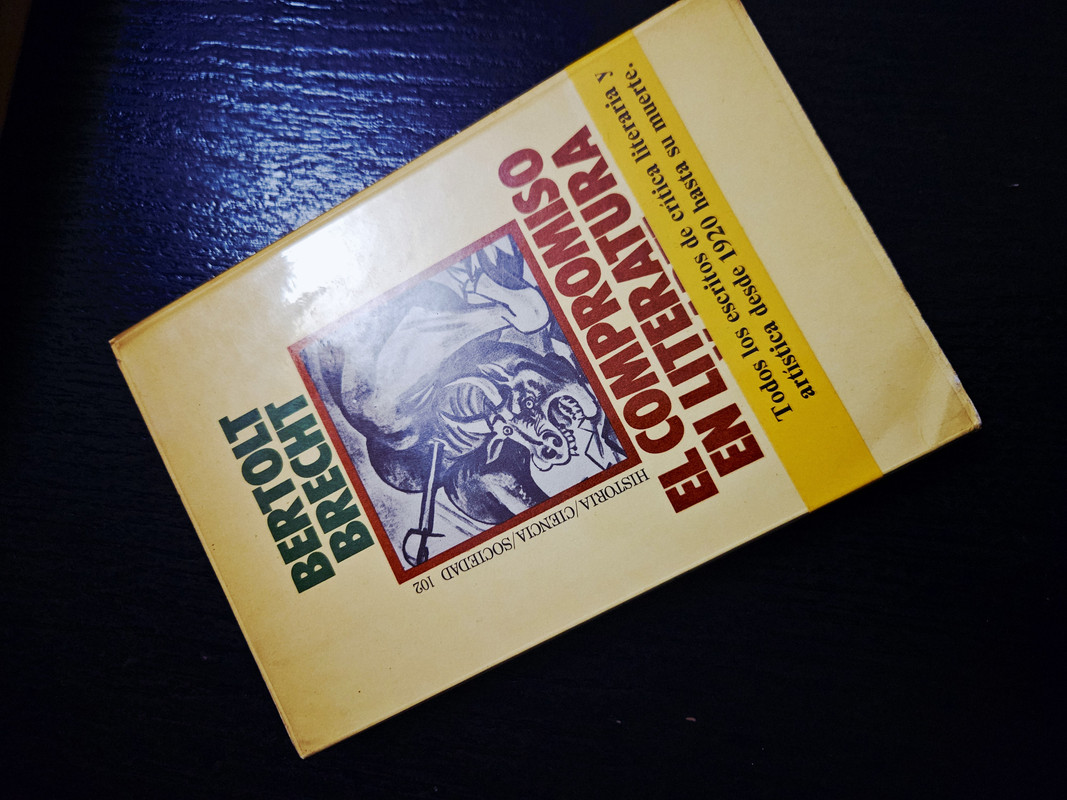 BERTOLT
BRECHT
HISTORIA/CIENCIA/SOCIEDAD 102
EL COMPROMISO
EN LITERATURA
Todos los escritos de crítica literaria y
artística desde 1920 hasta su muerte.